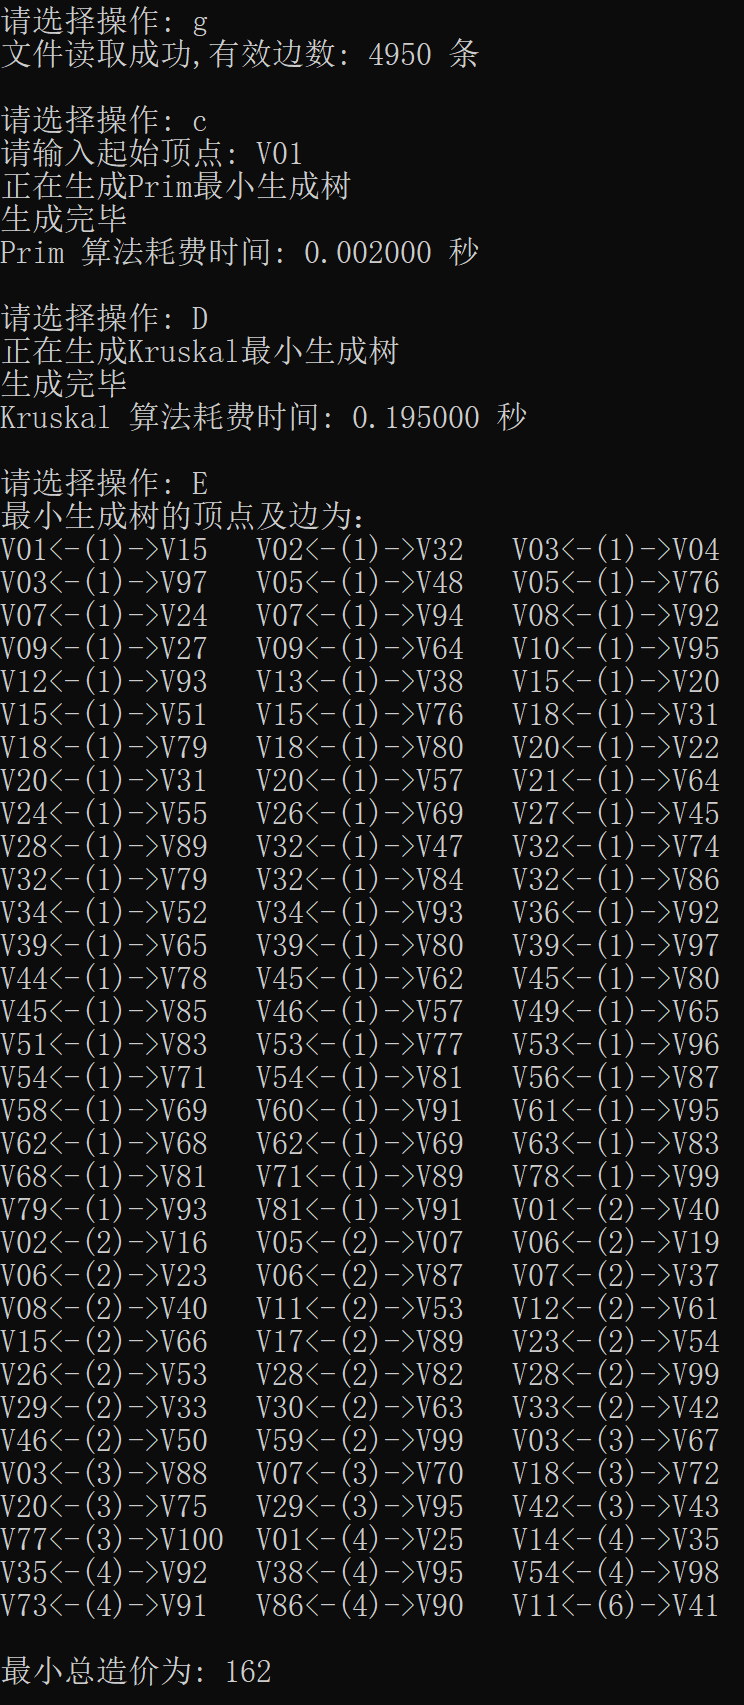 请选择操作: g
文件读取成功,有效边数: 4950 条
请选择操作: c
请输入起始顶点: V01
正在生成Prim最小生成树
生成完毕
Prim 算法耗费时间: 0.002000 秒
请选择操作: D
正在生成Kruskal最小生成树
生成完毕
Kruskal 算法耗费时间: 0.195000 秒
请选择操作: E
最小生成树的顶点及边为:
V01<-(1)->V15   V02<-(1)->V32   V03<-(1)->V04
V03<-(1)->V97   V05<-(1)->V48   V05<-(1)->V76
V07<-(1)->V24   V07<-(1)->V94   V08<-(1)->V92
V09<-(1)->V27   V09<-(1)->V64   V10<-(1)->V95
V12<-(1)->V93   V13<-(1)->V38   V15<-(1)->V20
V15<-(1)->V51   V15<-(1)->V76   V18<-(1)->V31
V18<-(1)->V79   V18<-(1)->V80   V20<-(1)->V22
V20<-(1)->V31   V20<-(1)->V57   V21<-(1)->V64
V24<-(1)->V55   V26<-(1)->V69   V27<-(1)->V45
V28<-(1)->V89   V32<-(1)->V47   V32<-(1)->V74
V32<-(1)->V79   V32<-(1)->V84   V32<-(1)->V86
V34<-(1)->V52   V34<-(1)->V93   V36<-(1)->V92
V39<-(1)->V65   V39<-(1)->V80   V39<-(1)->V97
V44<-(1)->V78   V45<-(1)->V62   V45<-(1)->V80
V45<-(1)->V85   V46<-(1)->V57   V49<-(1)->V65
V51<-(1)->V83   V53<-(1)->V77   V53<-(1)->V96
V54<-(1)->V71   V54<-(1)->V81   V56<-(1)->V87
V58<-(1)->V69   V60<-(1)->V91   V61<-(1)->V95
V62<-(1)->V68   V62<-(1)->V69   V63<-(1)->V83
V68<-(1)->V81   V71<-(1)->V89   V78<-(1)->V99
V79<-(1)->V93   V81<-(1)->V91   V01<-(2)->V40
V02<-(2)->V16   V05<-(2)->V07   V06<-(2)->V19
V06<-(2)->V23   V06<-(2)->V87   V07<-(2)->V37
V08<-(2)->V40   V11<-(2)->V53   V12<-(2)->V61
V15<-(2)->V66   V17<-(2)->V89   V23<-(2)->V54
V26<-(2)->V53   V28<-(2)->V82   V28<-(2)->V99
V29<-(2)->V33   V30<-(2)->V63   V33<-(2)->V42
V46<-(2)->V50   V59<-(2)->V99   V03<-(3)->V67
V03<-(3)->V88   V07<-(3)->V70   V18<-(3)->V72
V20<-(3)->V75   V29<-(3)->V95   V42<-(3)->V43
V77<-(3)->V100  V01<-(4)->V25   V14<-(4)->V35
V35<-(4)->V92   V38<-(4)->V95   V54<-(4)->V98
V73<-(4)->V91   V86<-(4)->V90   V11<-(6)->V41
最小总造价为: 162